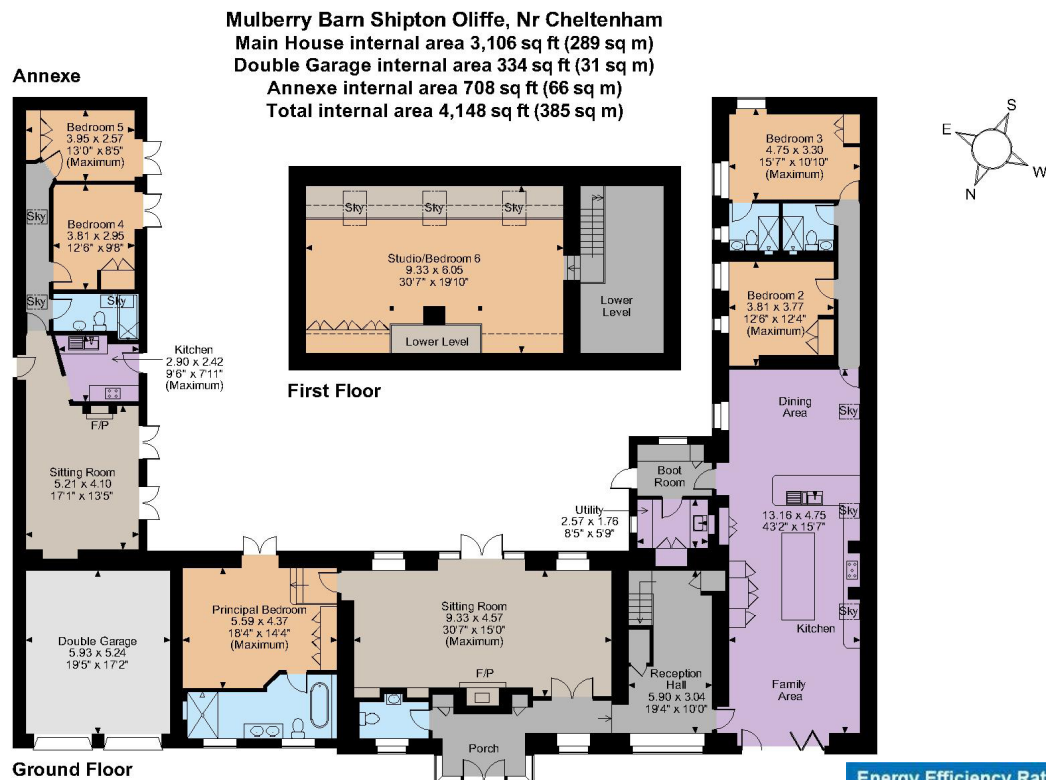 Mulberry Barn Shipton Oliffe, Nr Cheltenham
Main House internal area 3,106 sq ft (289 sq m)
Double Garage internal area 334 sq ft (31 sq m)
Annexe internal area 708 sq ft (66 sq m)
Total internal area 4,148 sq ft (385 sq m)
Annexe
Bedroom 5
3.95 x 2.57
13'0" x 8'5"
(Maximum)
Sky
Bedroom 4
3.81 x 2.95
12'6" x 9'8"
Sky
Sky
Kitchen
2.90 x 2.42
9'6" x 7'11"
(Maximum)
F/P
Sitting Room
5.21 x 4.10
17'1" x 13'5"
Double Garage
5.93 x 5.24
19'5" x 17'2"
Ground Floor
Sky
Sky
Sky
Studio/Bedroom 6
9.33 x 6.05
30'7" x 19'10"
Lower Level
Lower
Level
First Floor
S
E
W
N
Bedroom 3
4.75 x 3.30
15'7" x 10'10"
(Maximum)
Bedroom 2
3.81 x 3.77
12'6" x 12'4"
(Maximum)
Dining
Area
Sky
Boot
Room
Utility
2.57 x 1.76
8'5" x 5'9"
13.16 x 4.75
43'2" x 15'7"
Sky
Sky
Kitchen
Family
Area
Principal Bedroom
5.59 x 4.37
18'4" x 14'4"
(Maximum)
Sitting Room
9.33 x 4.57
30'7" x 15'0"
(Maximum)
F/P
Reception
Hall
5.90 x 3.04
19'4" x 10'0"
Porch
Energy Efficiency Rat